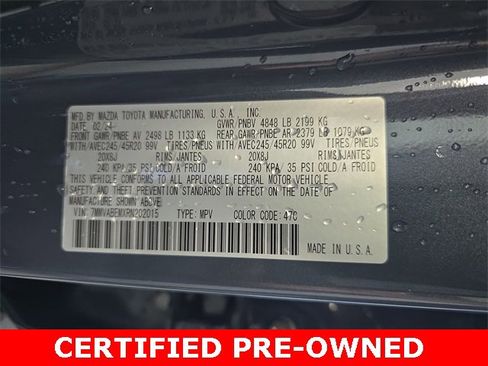 MFD. BY MAZDA TOYOTA MANUFACTURING, U.S.A., INC.
DATE 02/24 GVWR/PNBV 4848 LB 2199 KG
FRONT GAWR/PNBE AV 2498 LB 1133 KG REAR GAWR/PNBE AR 2379 LB 1079 KG
WITH/AVEC245/45R20 99V TIRES/PNEUS WITH/AVEC245/45R20 99V TIRES/PNEUS
20X8J RIMS/JANTES 20X8J RIMS/JANTES
240 KPA/ 35 PSI COLD/A FROID 240 KPA/ 35 PSI COLD/A FROID
THIS VEHICLE CONFORMS TO ALL APPLICABLE FEDERAL MOTOR VEHICLE
SAFETY AND THEFT PREVENTION STANDARDS IN EFFECT ON THE DATE OF
MANUFACTURE SHOWN ABOVE.
VIN: 7MMVABEMXRN202015 TYPE: MPV COLOR CODE: 47C
MADE IN U.S.A.
CERTIFIED PRE-OWNED